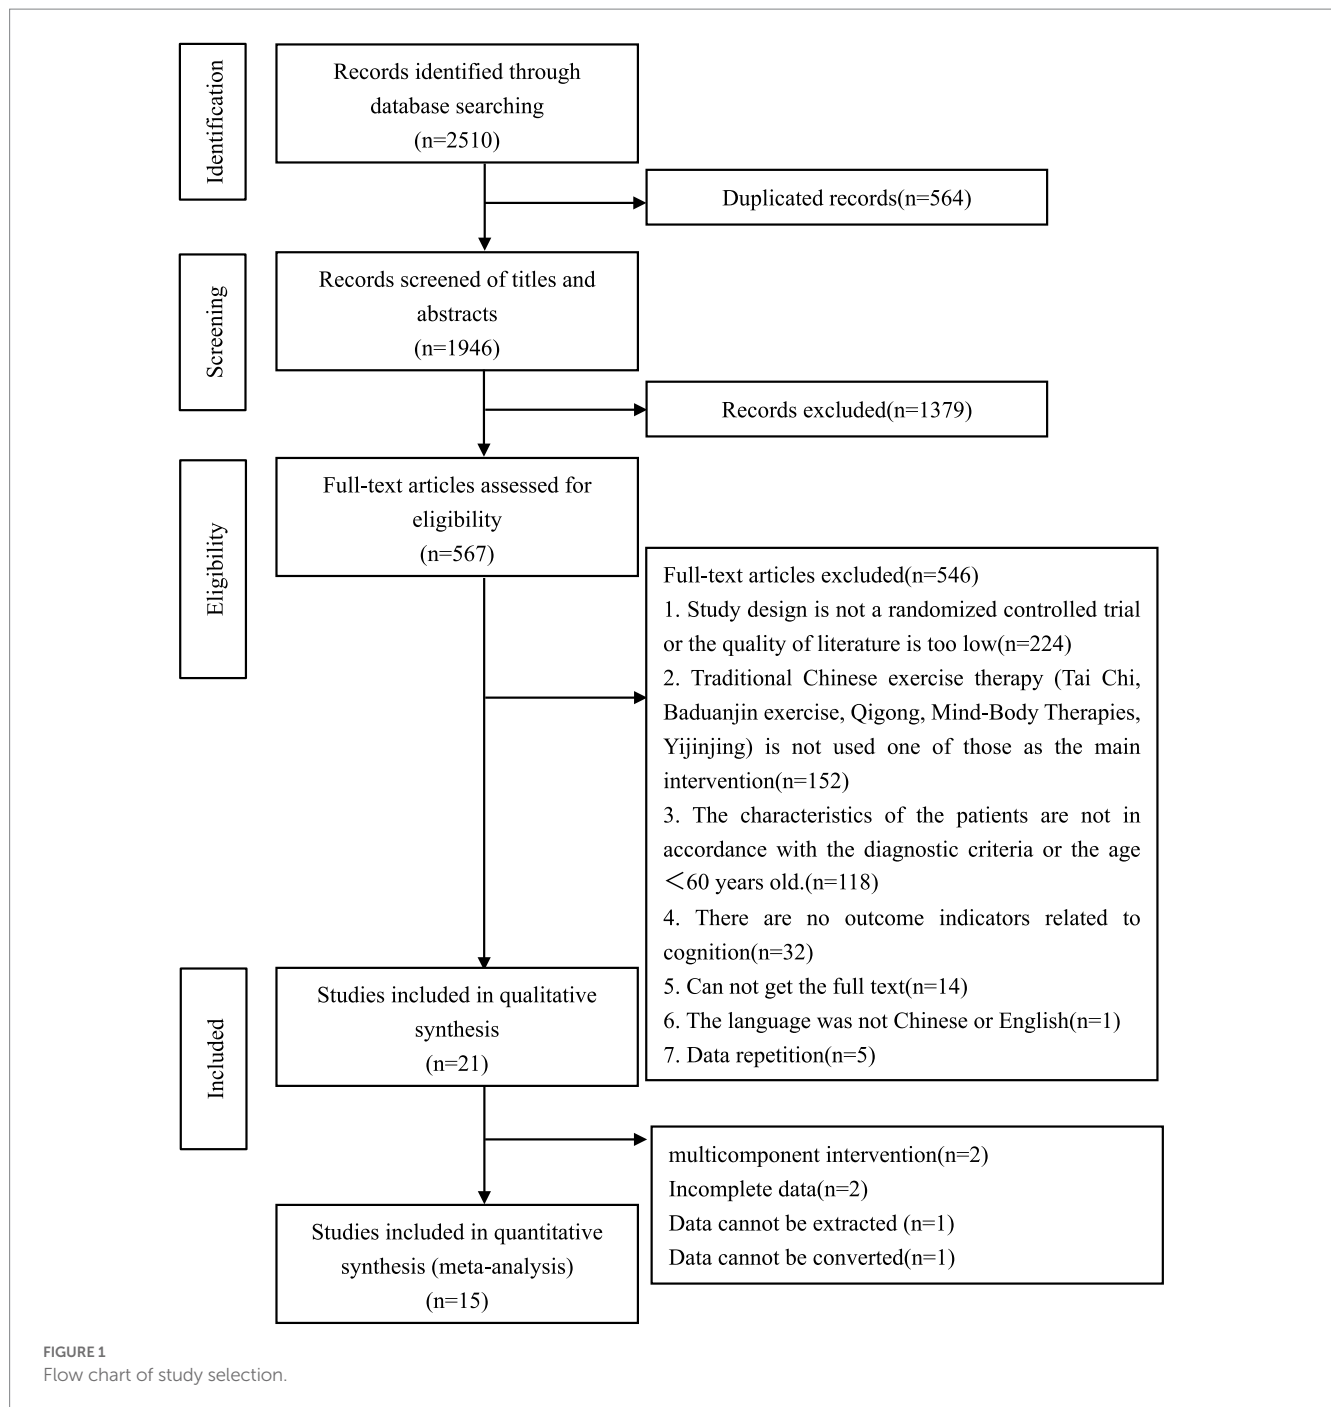 Identification
Records identified through
database searching
(n=2510)
Duplicated records(n=564)
Screening
Records screened of titles and
abstracts
(n=1946)
Records excluded(n=1379)
Eligibility
Full-text articles assessed for
eligibility
(n=567)
Full-text articles excluded(n=546)
1. Study design is not a randomized controlled trial
or the quality of literature is too low(n=224)
2. Traditional Chinese exercise therapy (Tai Chi,
Baduanjin exercise, Qigong, Mind-Body Therapies,
Yijinjing) is not used one of those as the main
intervention(n=152)
3. The characteristics of the patients are not in
accordance with the diagnostic criteria or the age
＜60 years old.(n=118)
4. There are no outcome indicators related to
cognition(n=32)
5. Can not get the full text(n=14)
6. The language was not Chinese or English(n=1)
7. Data repetition(n=5)
Included
Studies included in qualitative
synthesis
(n=21)
multicomponent intervention(n=2)
Incomplete data(n=2)
Data cannot be extracted (n=1)
Data cannot be converted(n=1)
Studies included in quantitative
synthesis (meta-analysis)
(n=15)
FIGURE 1
Flow chart of study selection.